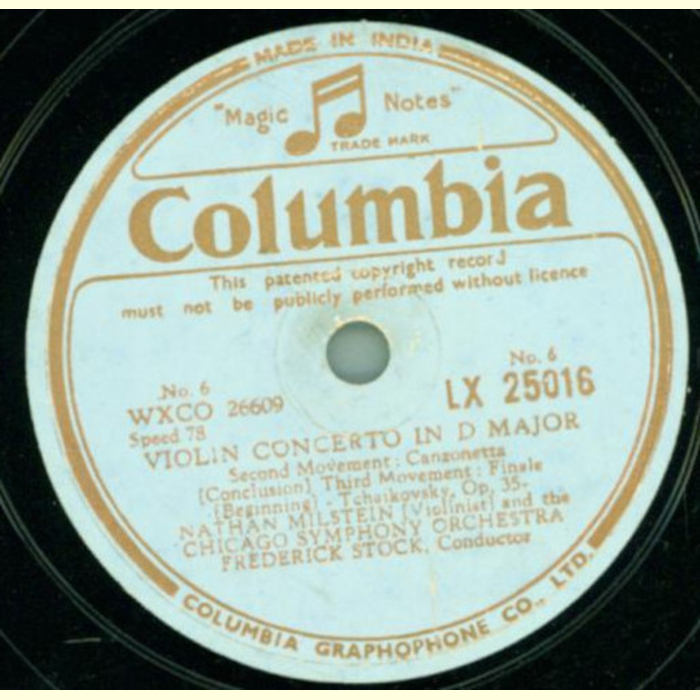 MADE IN INDIA
"Magic Notes"
TRADE MARK
Columbia
This patented copyright record
must not be publicly performed without licence
No. 6
WXCO 26609
Speed 78
No. 6
LX 25016
VIOLIN CONCERTO IN D MAJOR
Second Movement: Canzonetta
[Conclusion] Third Movement: Finale
[Beginning] - Tchaikovsky, Op. 35-
NATHAN MILSTEIN [Violinist] and the
CHICAGO SYMPHONY ORCHESTRA
FREDERICK STOCK, Conductor
COLUMBIA GRAPHOPHONE CO., LTD.